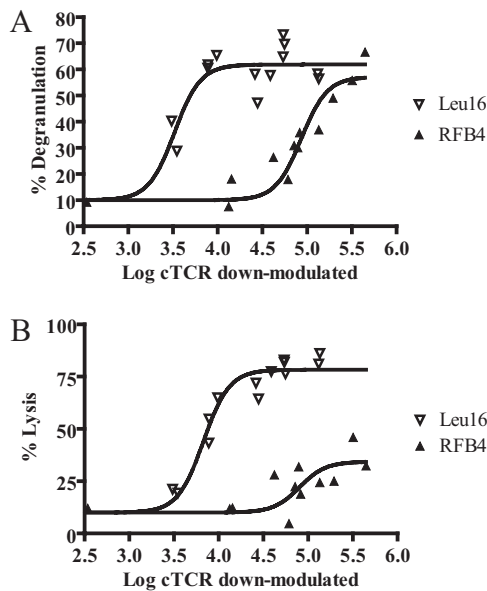 A
80
70
60
50
40
30
20
10
0
% Degranulation
2.5 3.0 3.5 4.0 4.5 5.0 5.5 6.0
Log cTCR down-modulated
Leu16
RFB4
B
100
75
50
25
0
% Lysis
2.5 3.0 3.5 4.0 4.5 5.0 5.5 6.0
Log cTCR down-modulated
Leu16
RFB4